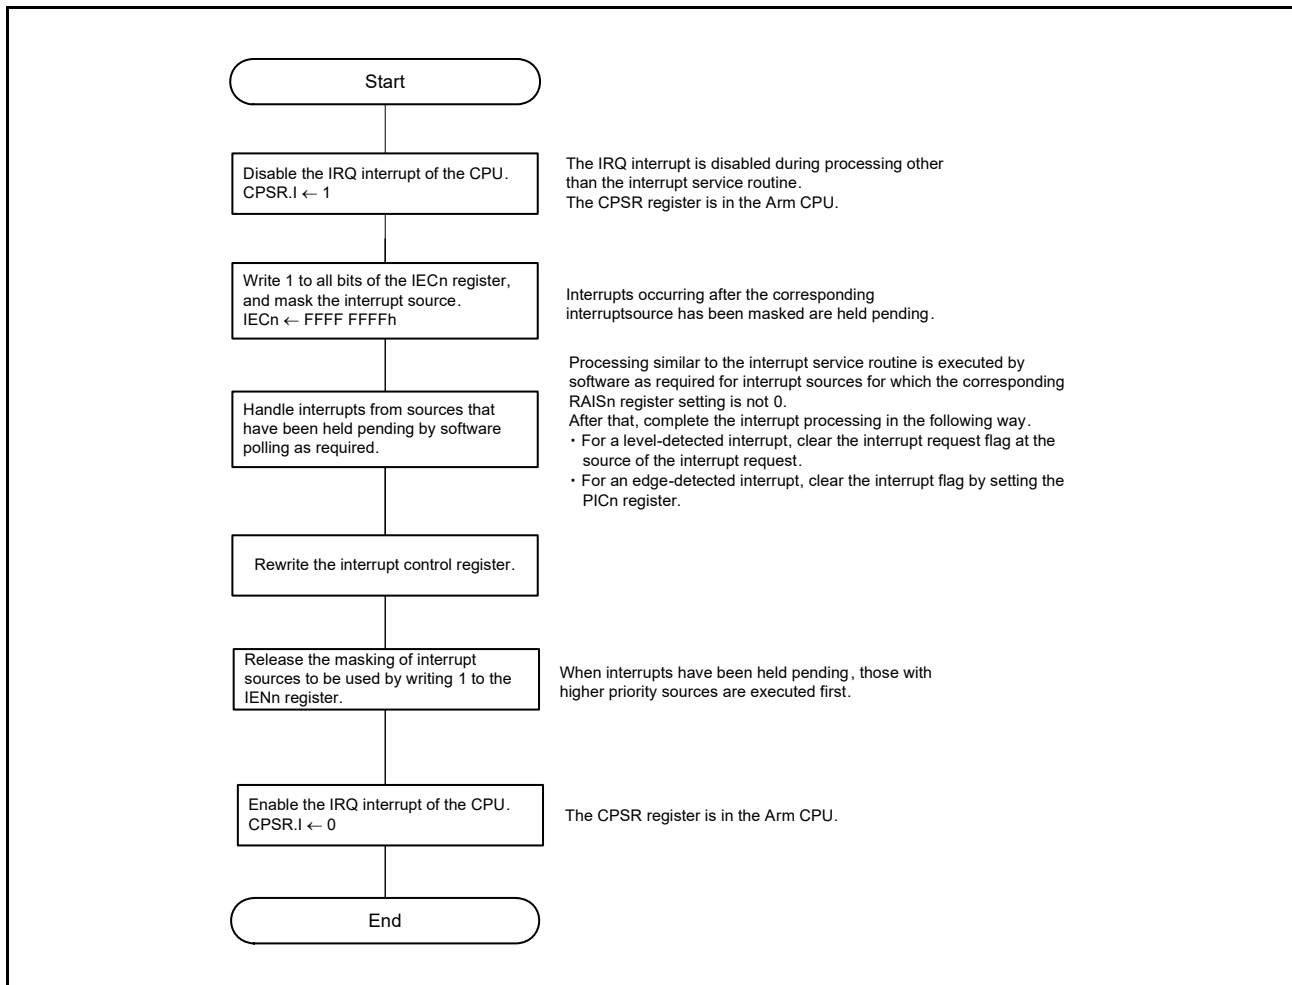 Start
Disable the IRQ interrupt of the CPU.
CPSR.I ← 1
The IRQ interrupt is disabled during processing other
than the interrupt service routine.
The CPSR register is in the Arm CPU.
Write 1 to all bits of the IECn register,
and mask the interrupt source.
IECn ← FFFF FFFFh
Interrupts occurring after the corresponding
interruptsource has been masked are held pending.
Handle interrupts from sources that
have been held pending by software
polling as required.
Processing similar to the interrupt service routine is executed by
software as required for interrupt sources for which the corresponding
RAISn register setting is not 0.
After that, complete the interrupt processing in the following way.
・For a level-detected interrupt, clear the interrupt request flag at the
source of the interrupt request.
・For an edge-detected interrupt, clear the interrupt flag by setting the
PICn register.
Rewrite the interrupt control register.
Release the masking of interrupt
sources to be used by writing 1 to the
IENn register.
When interrupts have been held pending, those with
higher priority sources are executed first.
Enable the IRQ interrupt of the CPU.
CPSR.I ← 0
The CPSR register is in the Arm CPU.
End